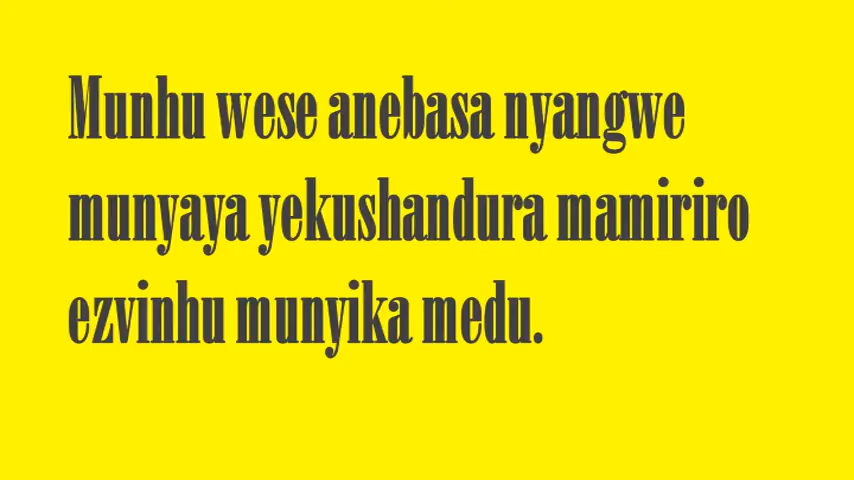 Munhu wese anebasa nyangwe
munyaya yekushandura mamiriro
ezvinhu munyika medu.